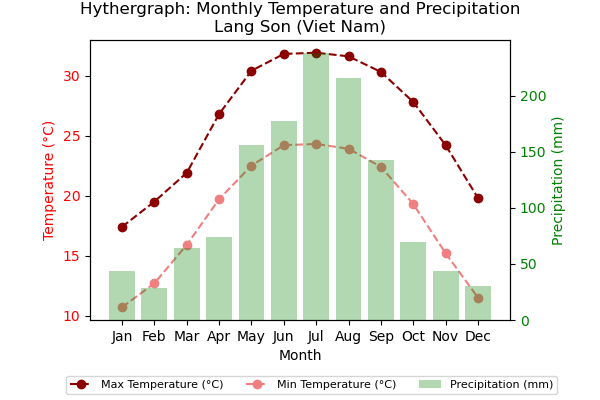 Hythergraph: Monthly Temperature and Precipitation
Lang Son (Viet Nam)
Temperature (°C)
30
25
20
15
10
Precipitation (mm)
200
150
100
50
0
Jan Feb Mar Apr May Jun Jul Aug Sep Oct Nov Dec
Month
Max Temperature (°C) Min Temperature (°C) Precipitation (mm)